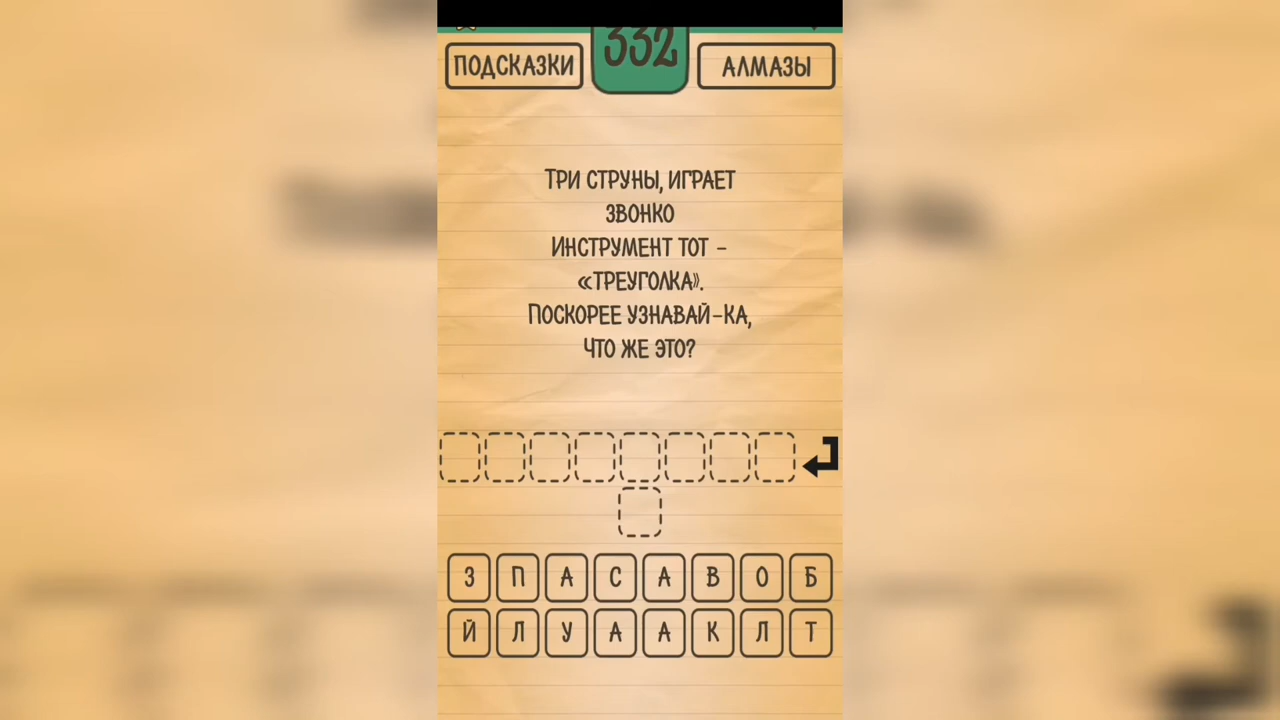 ПОДСКАЗКИ 332 АЛМАЗЫ
ТРИ СТРУНЫ, ИГРАЕТ
ЗВОНКО
ИНСТРУМЕНТ ТОТ –
«ТРЕУГОЛКА».
ПОСКОРЕЕ УЗНАВАЙ-КА,
ЧТО ЖЕ ЭТО?
З П А С А В О Б
Й Л У А А К Л Т